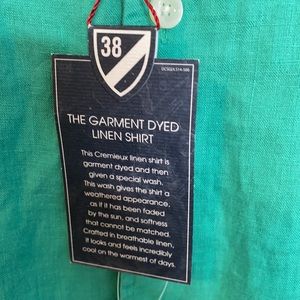 38
THE GARMENT DYED
LINEN SHIRT
This Cremieux linen shirt is
garment dyed and then
given a special wash.
This wash gives the shirt a
weathered appearance,
as if it has been faded
by the sun, and softness
that cannot be matched.
Crafted in breathable linen,
it looks and feels incredibly
cool on the warmest of days.